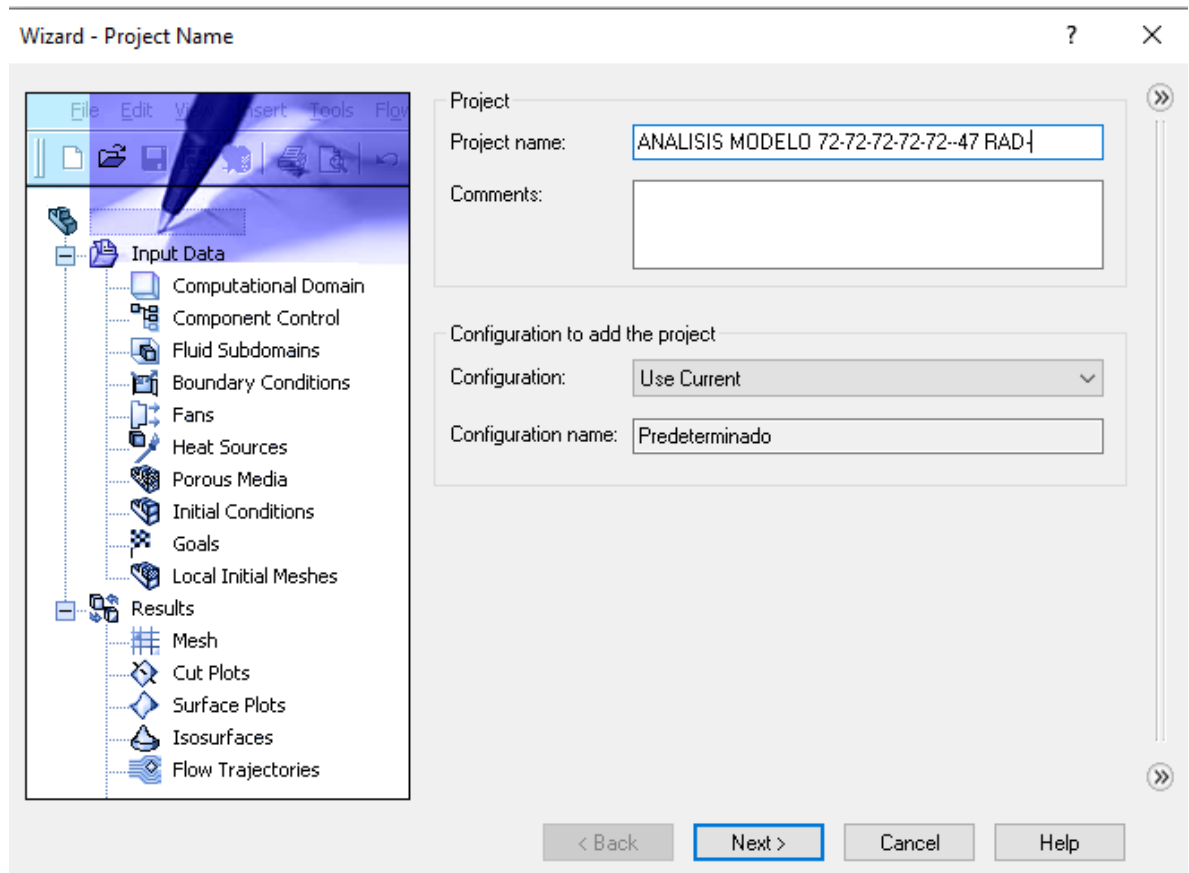 Wizard - Project Name
?
File Edit View Insert Tools Flow
Input Data
Computational Domain
Component Control
Fluid Subdomains
Boundary Conditions
Fans
Heat Sources
Porous Media
Initial Conditions
Goals
Local Initial Meshes
Results
Mesh
Cut Plots
Surface Plots
Isosurfaces
Flow Trajectories
Project
Project name: ANALISIS MODELO 72-72-72-72-72--47 RAD-
Comments:
Configuration to add the project
Configuration: Use Current
Configuration name: Predeterminado
< Back Next > Cancel Help